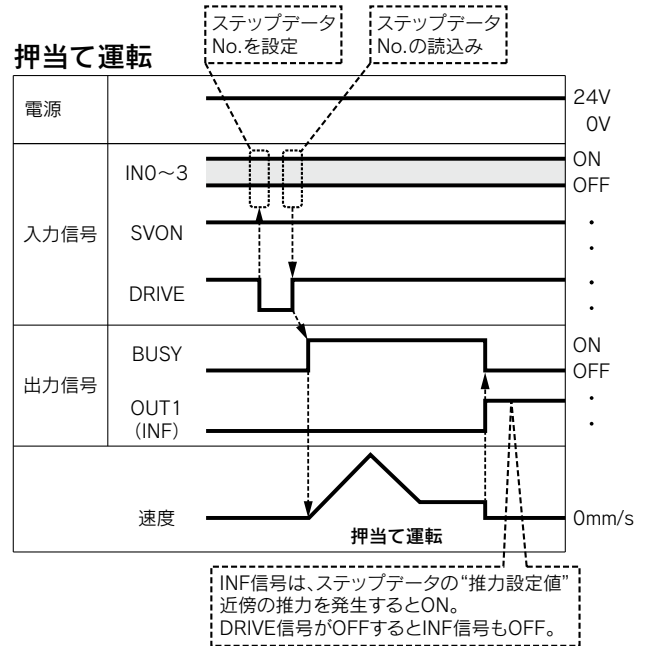 押当て運転
ステップデータ
No.を設定
ステップデータ
No.の読込み
電源
24V
0V
入力信号
IN0～3
ON
OFF
SVON
DRIVE
出力信号
BUSY
ON
OFF
OUT1
(INF)
速度
押当て運転
0mm/s
INF信号は、ステップデータの“推力設定値”
近傍の推力を発生するとON。
DRIVE信号がOFFするとINF信号もOFF。